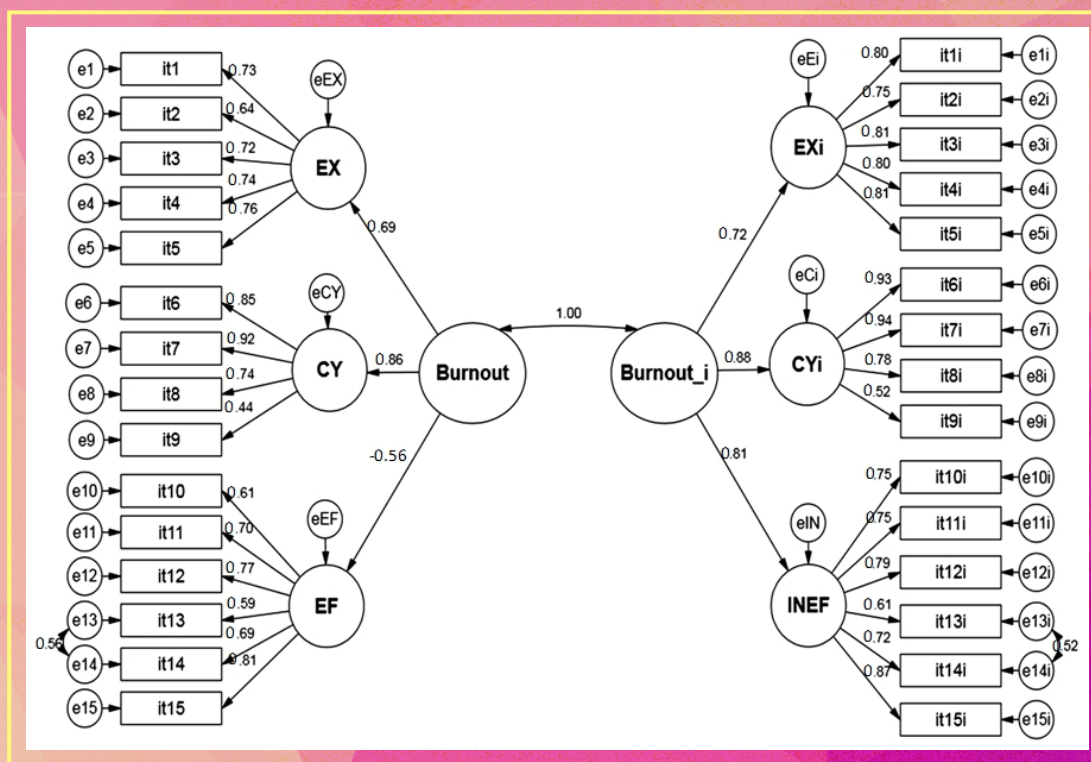 e1 it1 0.73
e2 it2 0.64
e3 it3 0.72
e4 it4 0.74
e5 it5 0.76
eEX
EX
0.69
e6 it6 0.85
e7 it7 0.92
e8 it8 0.74
e9 it9 0.44
eCY
CY
0.86
e10 it10 0.61
e11 it11 0.70
e12 it12 0.77
e13 it13 0.59
e14 it14 0.69
e15 it15 0.81
0.56
eEF
EF
-0.56
Burnout
1.00
Burnout_i
eEi
EXi
0.72
0.80 it1i e1i
0.75 it2i e2i
0.81 it3i e3i
0.80 it4i e4i
0.81 it5i e5i
eCi
CYi
0.88
0.93 it6i e6i
0.94 it7i e7i
0.78 it8i e8i
0.52 it9i e9i
eIN
INEF
0.81
0.75 it10i e10i
0.75 it11i e11i
0.79 it12i e12i
0.61 it13i e13i
0.72 it14i e14i
0.87 it15i e15i
0.52